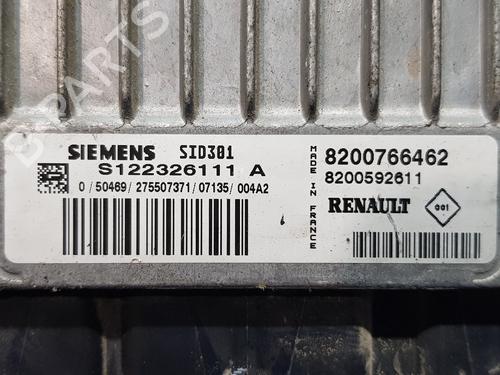 B-PARTS
SIEMENS SID301
S122326111 A
0 / 50469 / 275507371 / 07135 / 004A2
MADE IN FRANCE
8200766462
8200592611
RENAULT
001